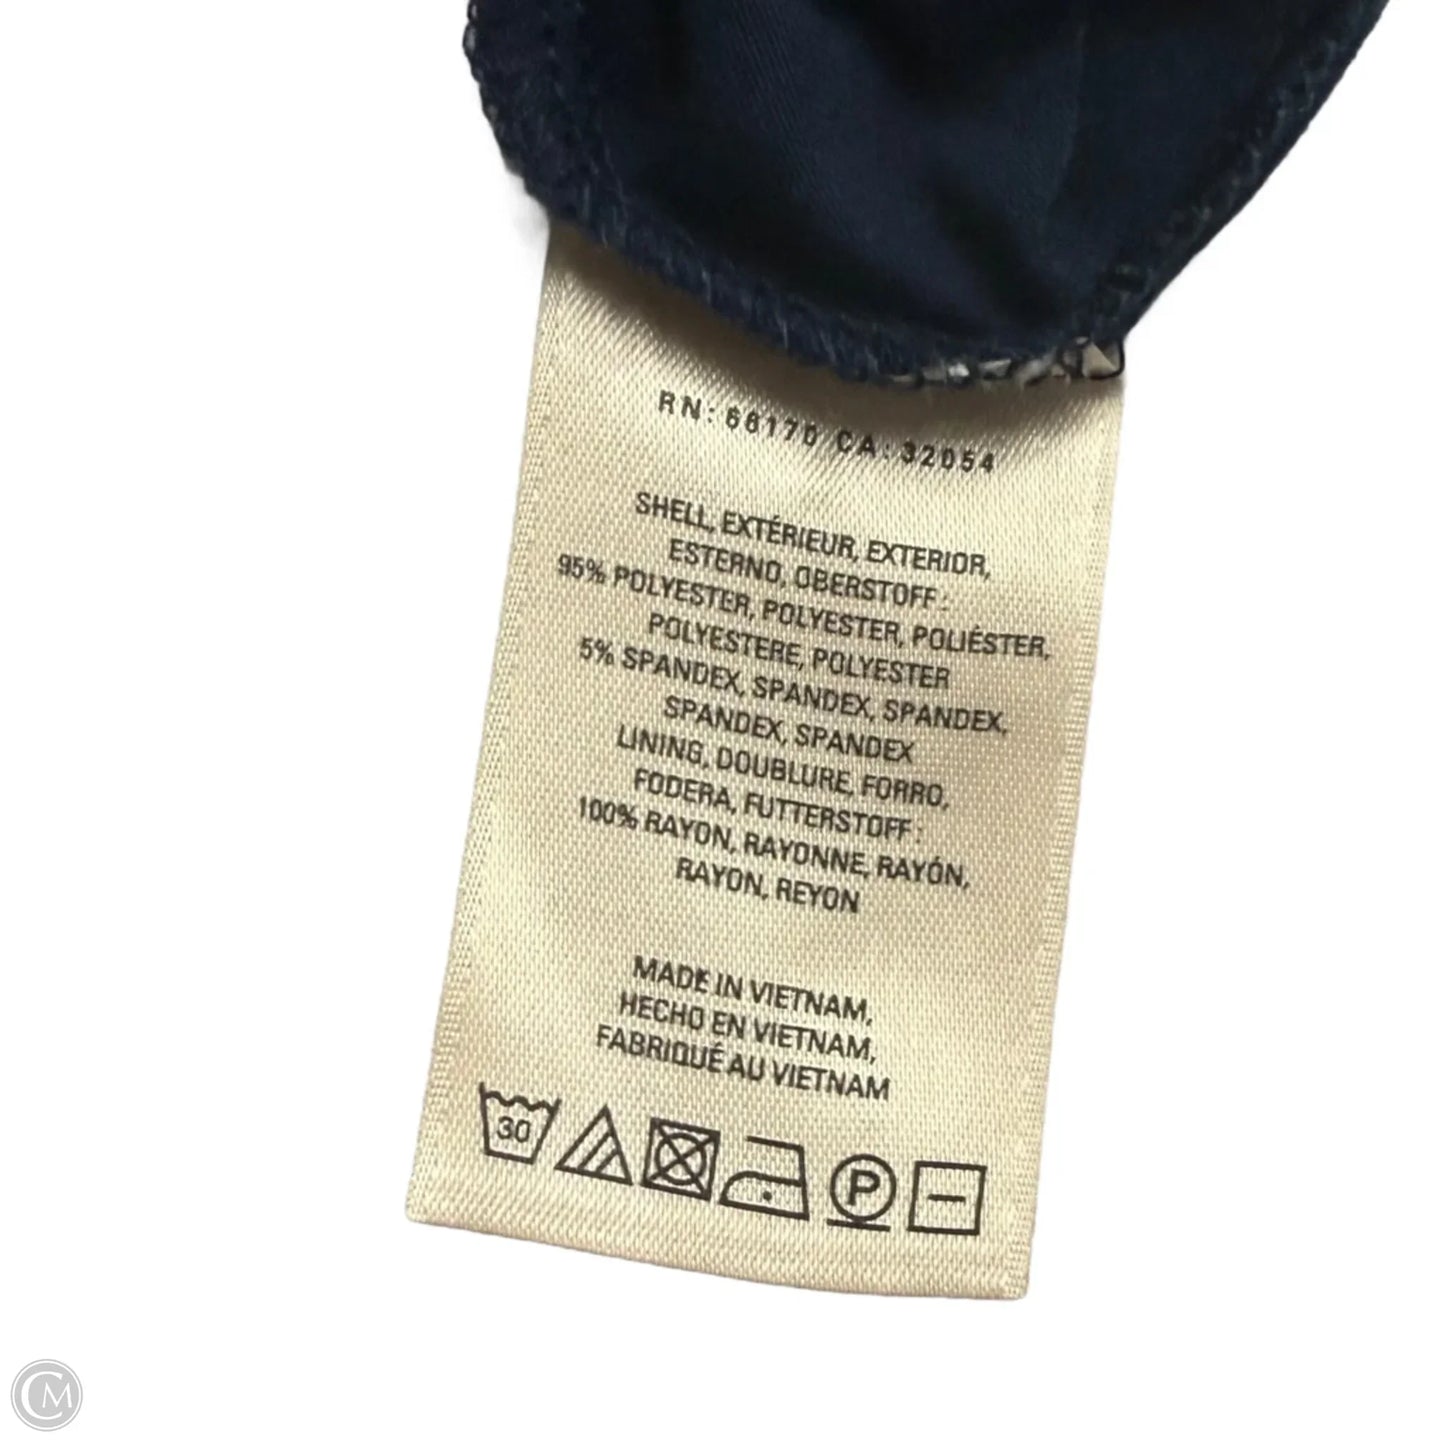 RN: 66170 CA: 32054
SHELL, EXTÉRIEUR, EXTERIOR,
ESTERNO, OBERSTOFF :
95% POLYESTER, POLYESTER, POLIÉSTER,
POLYESTERE, POLYESTER
5% SPANDEX, SPANDEX, SPANDEX,
SPANDEX, SPANDEX
LINING, DOUBLURE, FORRO,
FODERA, FUTTERSTOFF :
100% RAYON, RAYONNE, RAYÓN,
RAYON, REYON
MADE IN VIETNAM,
HECHO EN VIETNAM,
FABRIQUÉ AU VIETNAM
30 P
CM